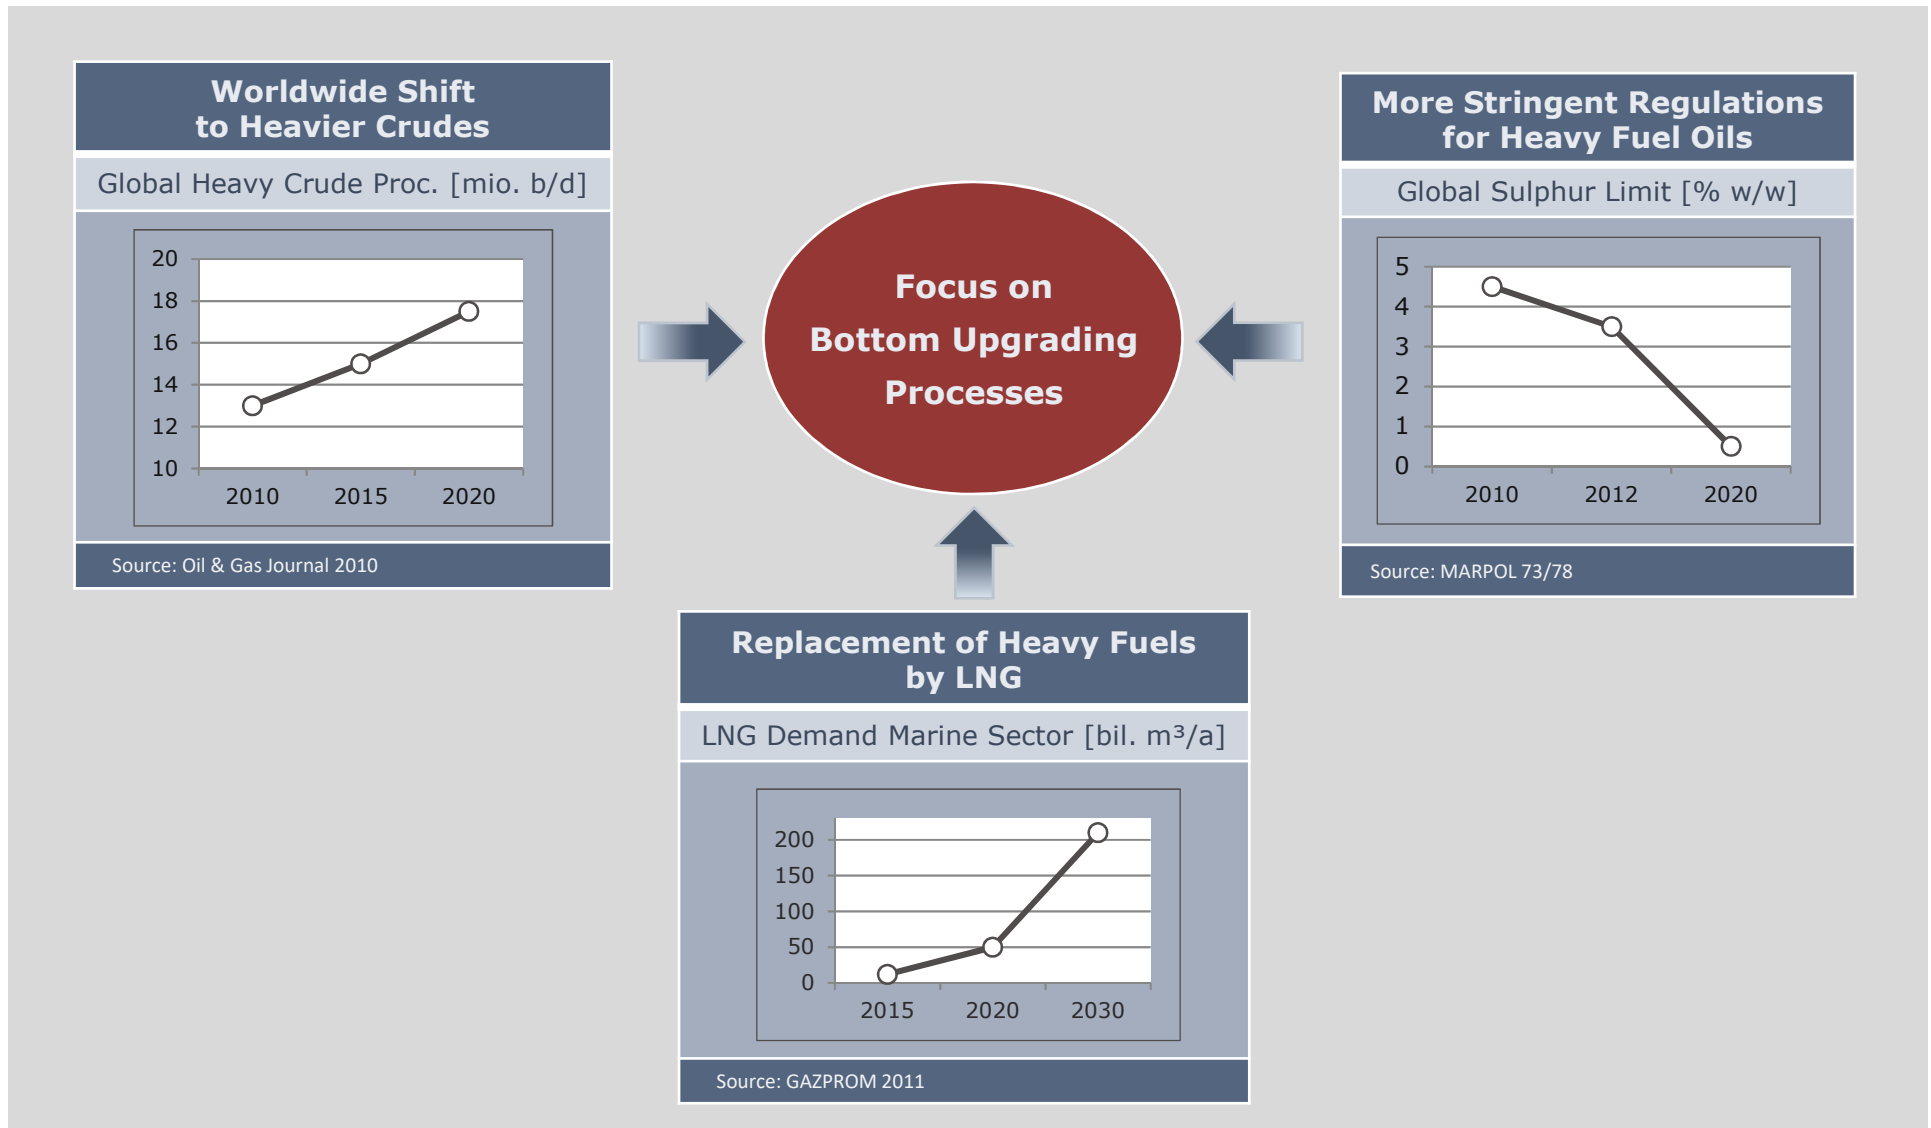 Worldwide Shift
to Heavier Crudes
Global Heavy Crude Proc. [mio. b/d]
20
18
16
14
12
10
2010 2015 2020
Source: Oil & Gas Journal 2010
Focus on
Bottom Upgrading
Processes
More Stringent Regulations
for Heavy Fuel Oils
Global Sulphur Limit [% w/w]
5
4
3
2
1
0
2010 2012 2020
Source: MARPOL 73/78
Replacement of Heavy Fuels
by LNG
LNG Demand Marine Sector [bil. m³/a]
200
150
100
50
0
2015 2020 2030
Source: GAZPROM 2011